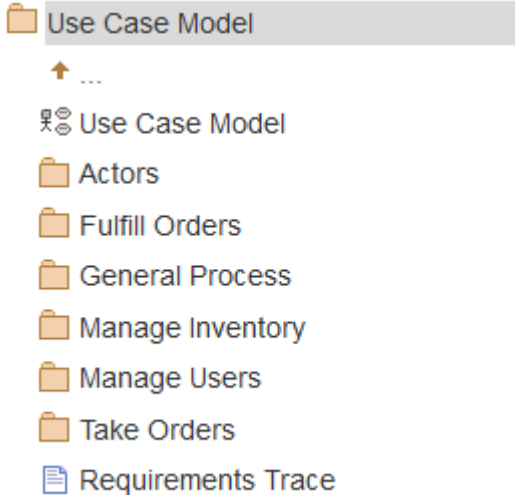 Use Case Model
...
Use Case Model
Actors
Fulfill Orders
General Process
Manage Inventory
Manage Users
Take Orders
Requirements Trace